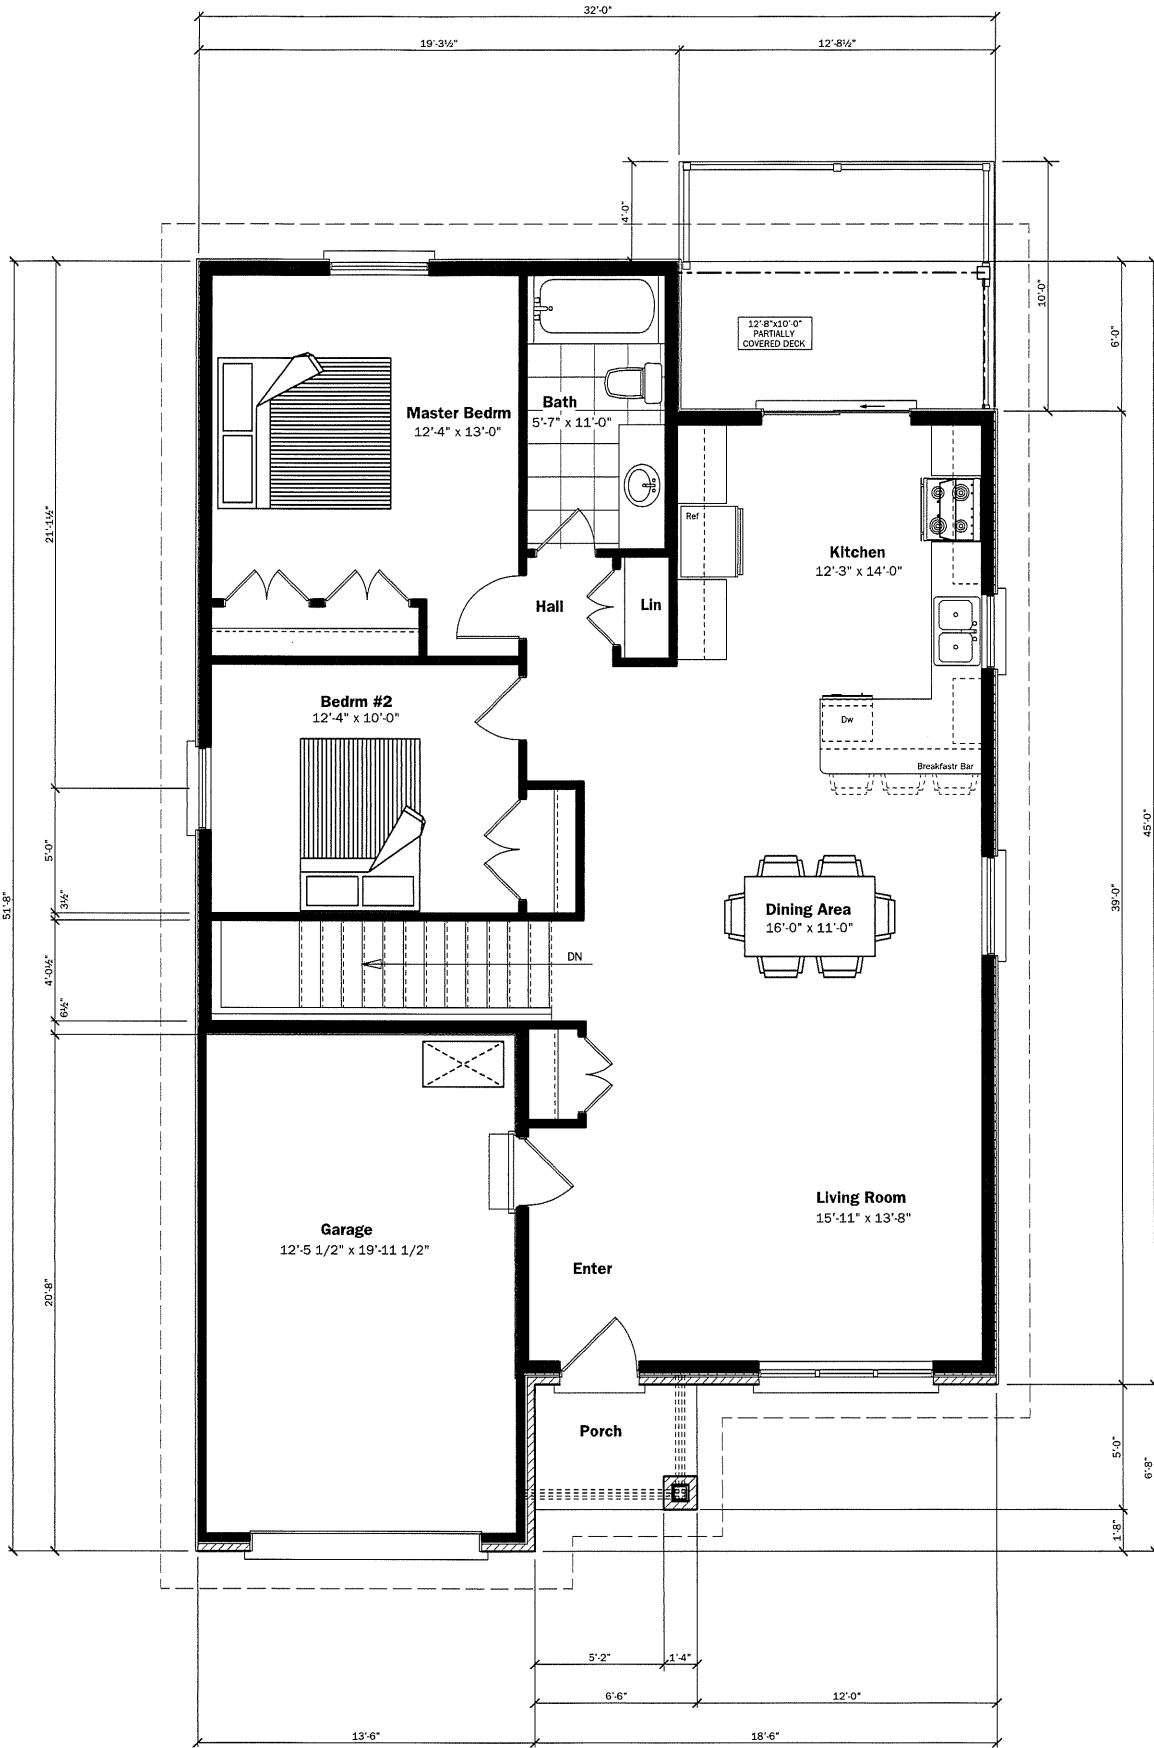 32'-0"
19'-3½"
12'-8½"
4'-0"
10'-0"
6'-0"
12'-8"x10'-0"
PARTIALLY
COVERED DECK
Master Bedrm
12'-4" x 13'-0"
Bath
5'-7" x 11'-0"
Ref
Kitchen
12'-3" x 14'-0"
21'-1½"
Hall
Lin
Bedrm #2
12'-4" x 10'-0"
Dw
Breakfastr Bar
45'-0"
5'-0"
3½"
51'-8"
39'-0"
Dining Area
16'-0" x 11'-0"
DN
4'-0½"
6½"
Living Room
15'-11" x 13'-8"
Garage
12'-5 1/2" x 19'-11 1/2"
Enter
20'-8"
Porch
5'-0"
6'-8"
1'-8"
5'-2"
1'-4"
6'-6"
12'-0"
13'-6"
18'-6"